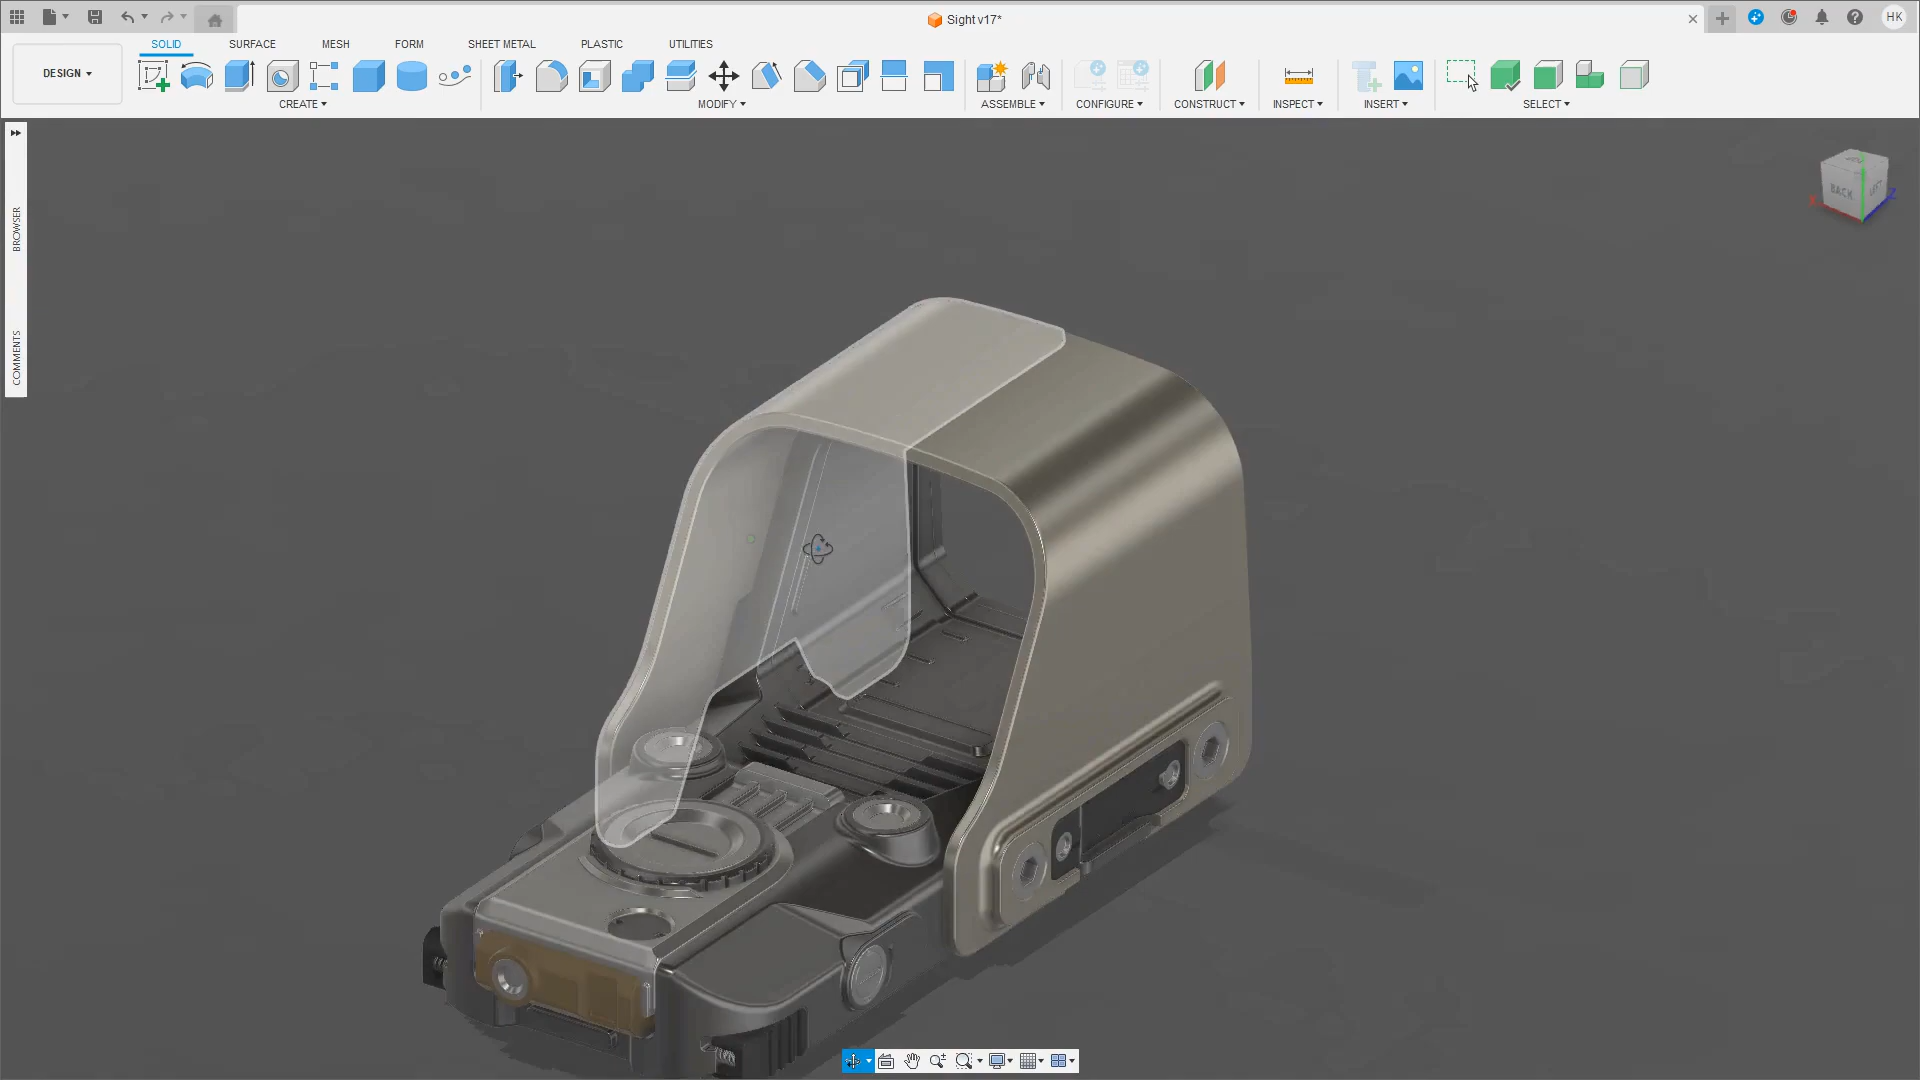 Sight v17*
HK
SOLID
SURFACE
MESH
FORM
SHEET METAL
PLASTIC
UTILITIES
DESIGN
CREATE
MODIFY
ASSEMBLE
CONFIGURE
CONSTRUCT
INSPECT
INSERT
SELECT
BROWSER
COMMENTS
BACK
X
Z